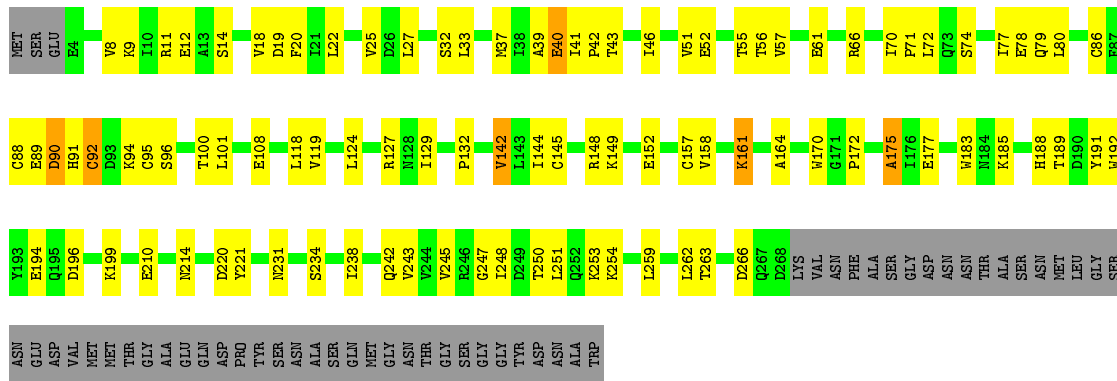 MET SER GLU E4 V8 K9 I10 R11 E12 A13 S14 V18 D19 F20 I21 L22 V25 D26 L27 S32 L33 M37 I38 A39 E40 I41 P42 T43 I46 V51 E52 T55 T56 V57 E61 R66 I70 P71 L72 Q73 S74 I77 E78 Q79 L80 C86 E87
C88 E89 D90 H91 C92 D93 K94 C95 S96 T100 L101 E108 L118 V119 L124 R127 N128 I129 P132 V142 L143 I144 C145 R148 K149 E152 C157 V158 K161 A164 W170 G171 P172 A175 I176 E177 W183 N184 K185 H188 T189 D190 Y191 W192
Y193 E194 Q195 D196 K199 E210 N214 D220 Y221 N231 S234 I238 Q242 V243 V244 V245 R246 G247 I248 D249 T250 L251 Q252 K253 K254 L259 L262 T263 D266 Q267 D268 LYS VAL ASN PHE ALA SER GLY ASP ASN ASN THR ALA SER ASN MET LEU GLY SER
ASN GLU ASP VAL MET MET THR GLY ALA GLU GLN ASP PRO TYR SER ASN ALA SER GLN MET GLY ASN THR GLY SER GLY GLY TYR ASP ASN ALA TRP